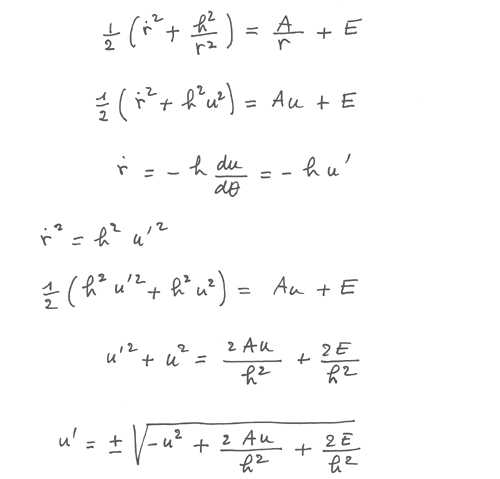 ½ (ṙ² + h²/r²) = A/r + E
½ (ṙ² + h²u²) = Au + E
ṙ = - h du/dθ = - h u'
ṙ² = h² u'²
½ (h² u'² + h² u²) = Au + E
u'² + u² = 2Au/h² + 2E/h²
u' = ± √(-u² + 2Au/h² + 2E/h²)